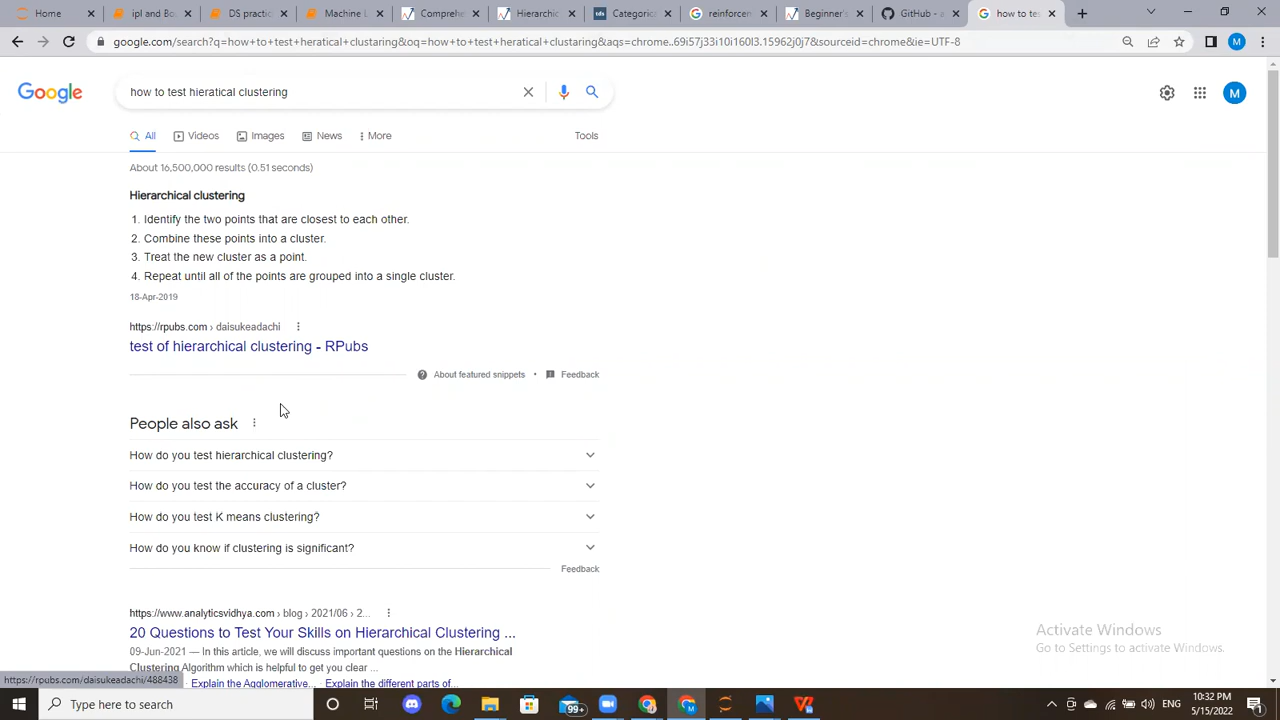 Home
ipl Bo
DS practic
Machine L
Comprehe
Hierarchic
Categorica
reinforcem
Beginner's
GitHub - a
how to tes
google.com/search?q=how+to+test+heratical+clustaring&oq=how+to+test+heratical+clustaring&aqs=chrome..69i57j33i10i160l3.15962j0j7&sourceid=chrome&ie=UTF-8
M
Google
how to test hieratical clustering
M
All
Videos
Images
News
More
Tools
About 16,500,000 results (0.51 seconds)
Hierarchical clustering
1. Identify the two points that are closest to each other.
2. Combine these points into a cluster.
3. Treat the new cluster as a point.
4. Repeat until all of the points are grouped into a single cluster.
18-Apr-2019
https://rpubs.com › daisukeadachi
test of hierarchical clustering - RPubs
About featured snippets • Feedback
People also ask
How do you test hierarchical clustering?
How do you test the accuracy of a cluster?
How do you test K means clustering?
How do you know if clustering is significant?
Feedback
https://www.analyticsvidhya.com › blog › 2021/06 › 2...
20 Questions to Test Your Skills on Hierarchical Clustering ...
09-Jun-2021 — In this article, we will discuss important questions on the Hierarchical
Clustering Algorithm which is helpful to get you clear ...
Explain the Agglomerative... · Explain the different parts of...
Activate Windows
Go to Settings to activate Windows.
https://rpubs.com/daisukeadachi/488438
Type here to search
99+
ENG
10:32 PM
5/15/2022
1